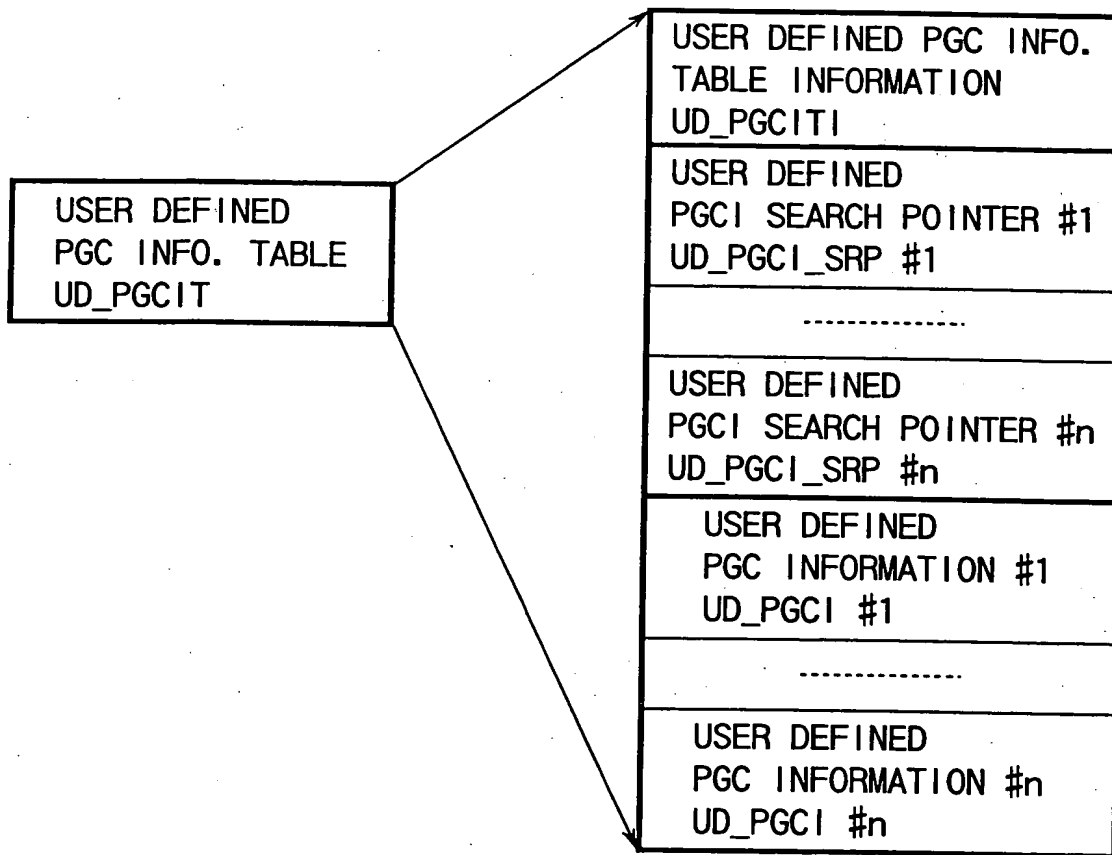 USER DEFINED
PGC INFO. TABLE
UD_PGCIT
USER DEFINED PGC INFO.
TABLE INFORMATION
UD_PGCITI
USER DEFINED
PGCI SEARCH POINTER #1
UD_PGCI_SRP #1
USER DEFINED
PGCI SEARCH POINTER #n
UD_PGCI_SRP #n
USER DEFINED
PGC INFORMATION #1
UD_PGCI #1
USER DEFINED
PGC INFORMATION #n
UD_PGCI #n